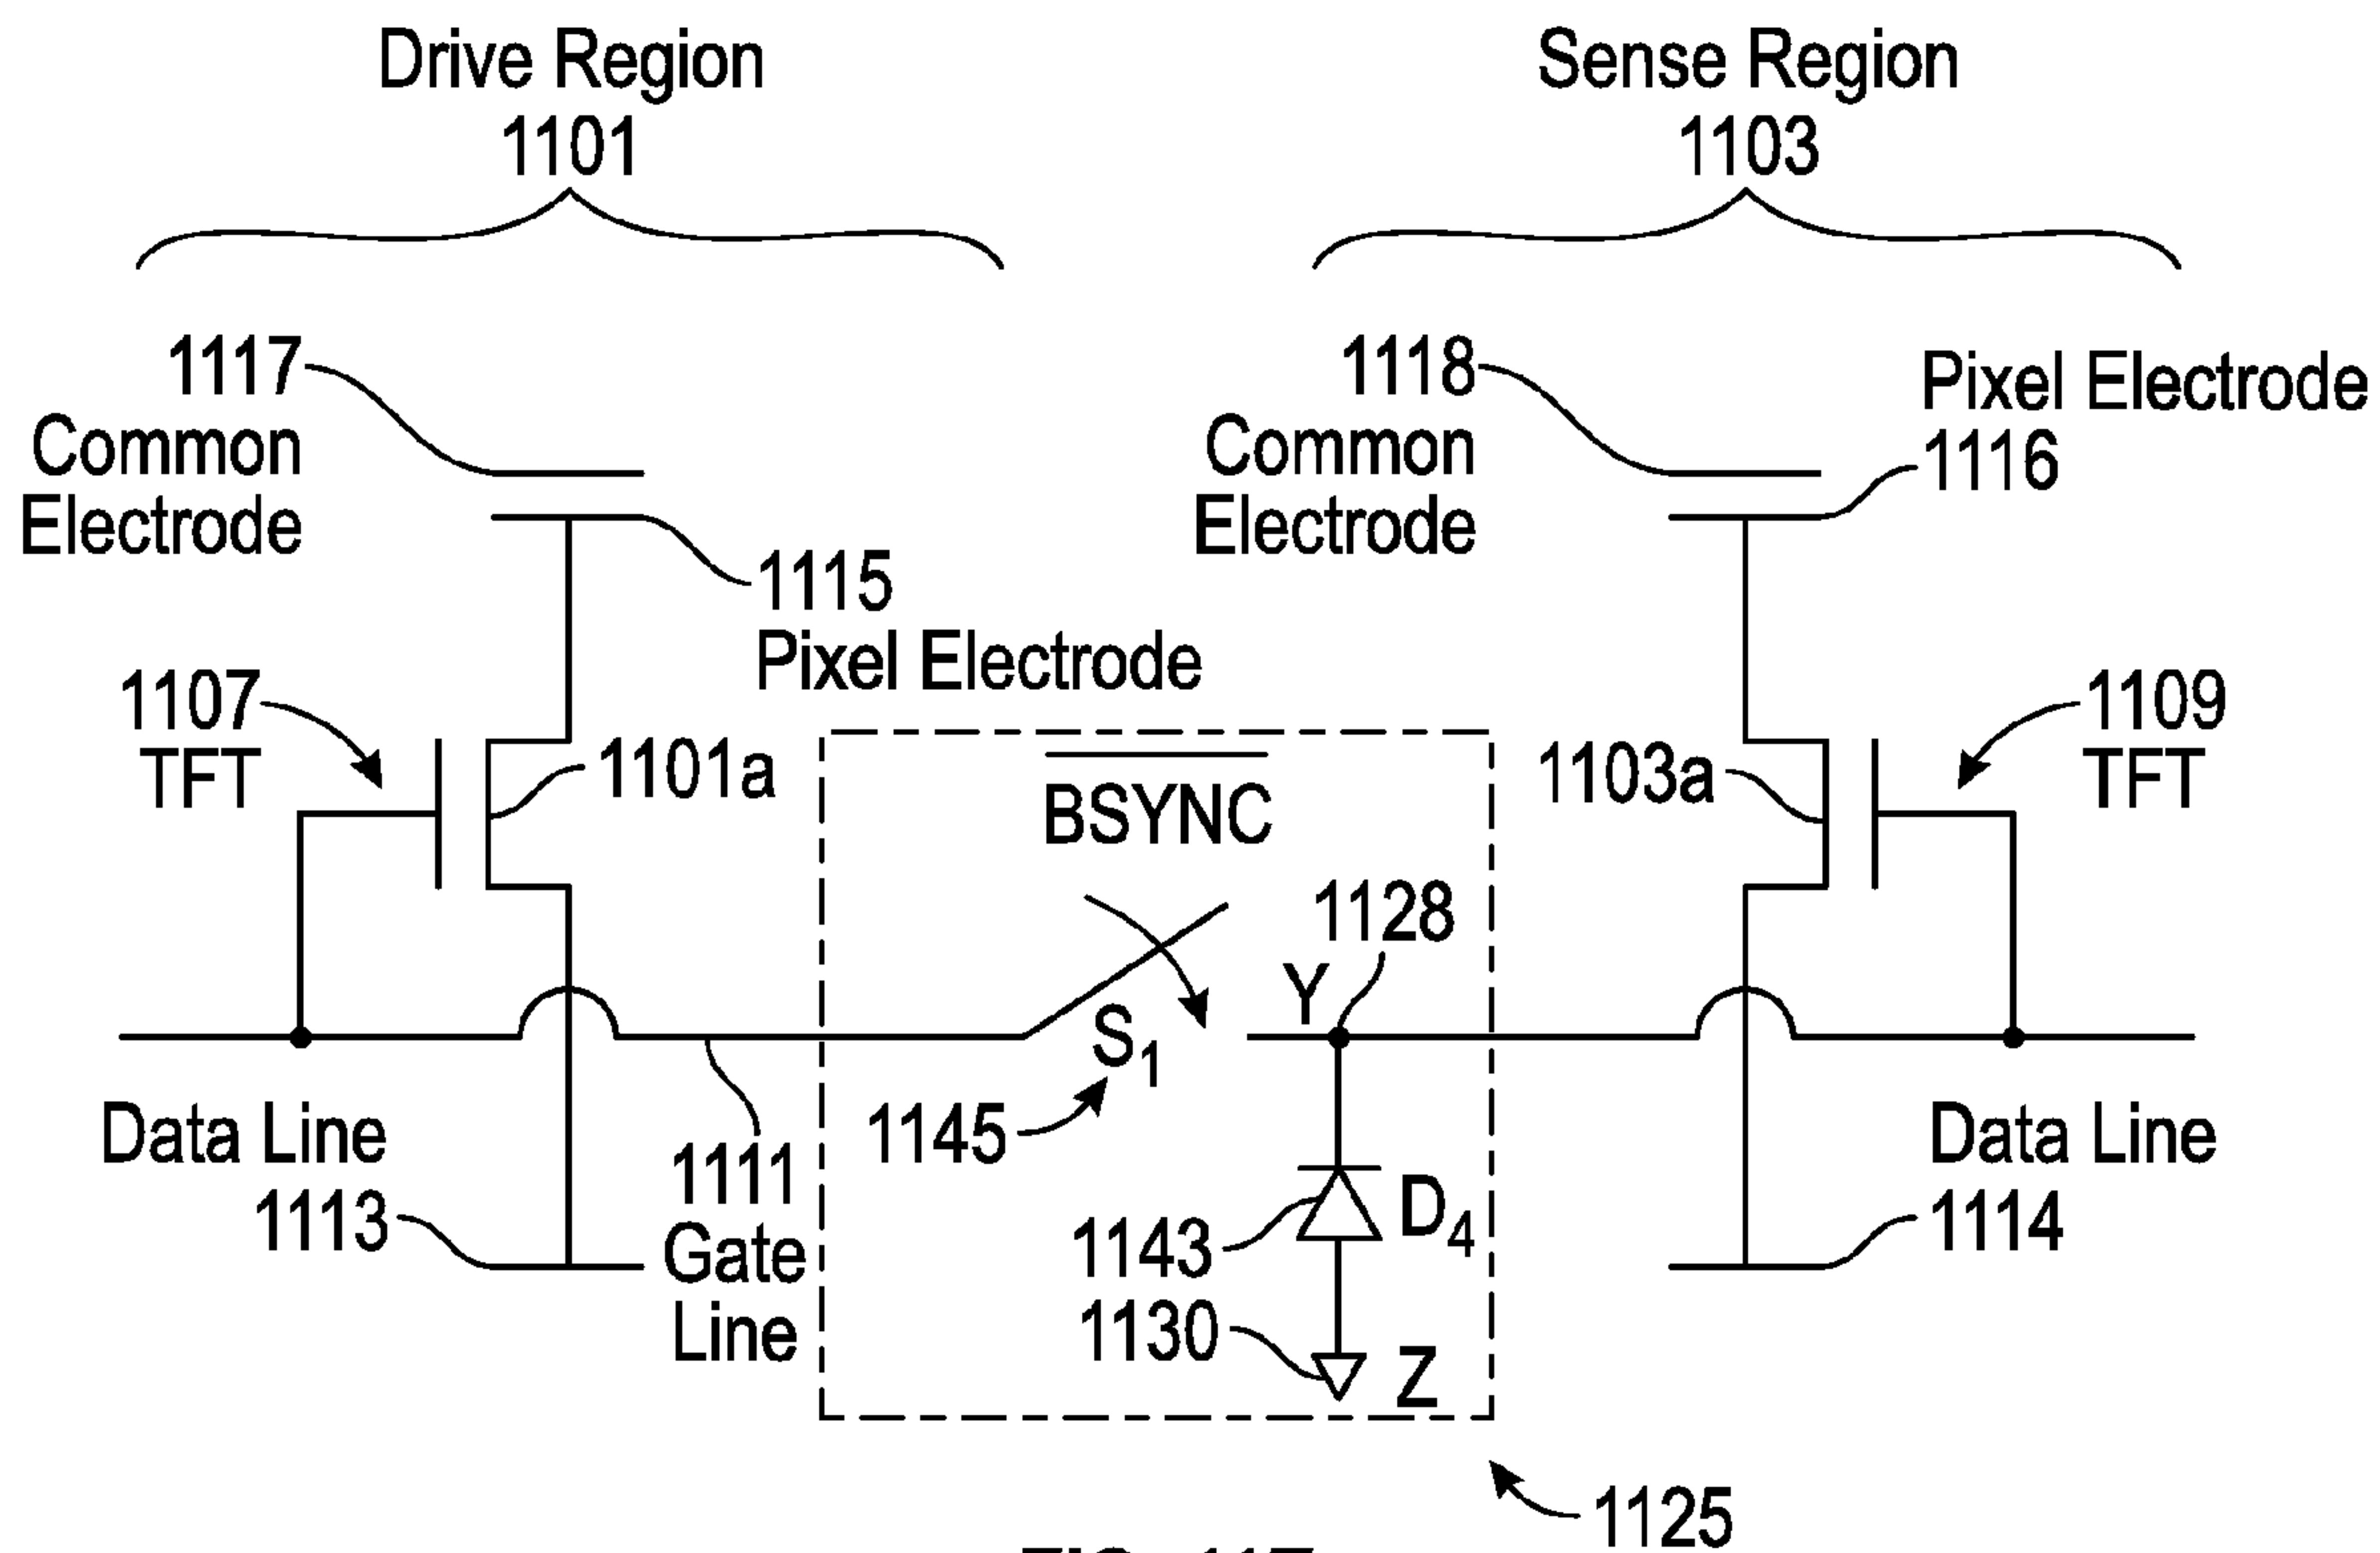 Drive Region
1101
Sense Region
1103
1117
Common
Electrode
1118
Common
Electrode
Pixel Electrode
1116
1115
Pixel Electrode
1107
TFT
1101a
BSYNC
1103a
1109
TFT
1128
Y
S1
1145
Data Line
1113
1111
Gate
Line
1143
D4
1130
Z
Data Line
1114
1125